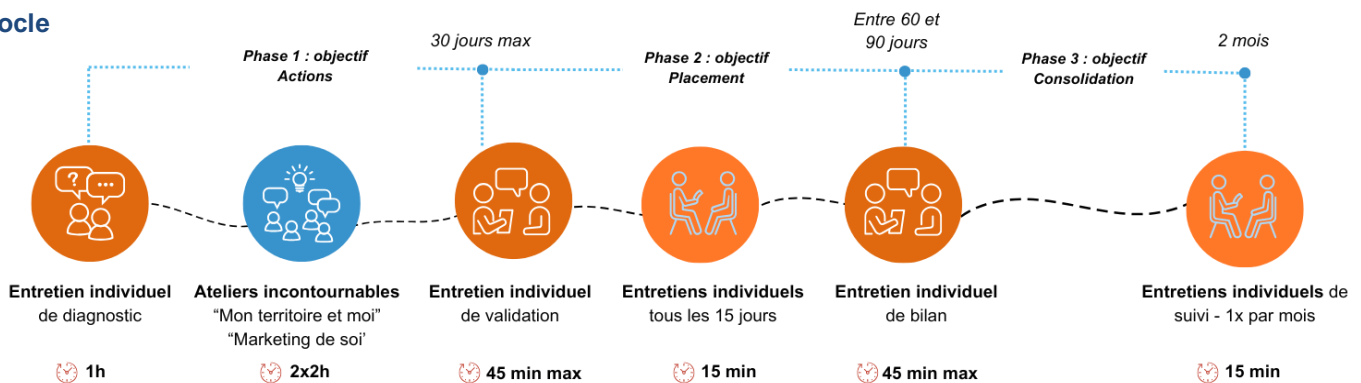 ocle
Phase 1 : objectif
Actions
30 jours max
Phase 2 : objectif
Placement
Entre 60 et
90 jours
Phase 3 : objectif
Consolidation
2 mois
?
...
Entretien individuel
de diagnostic
1h
Ateliers incontournables
“Mon territoire et moi”
“Marketing de soi’
2x2h
Entretien individuel
de validation
45 min max
Entretiens individuels
tous les 15 jours
15 min
Entretien individuel
de bilan
45 min max
Entretiens individuels de
suivi - 1x par mois
15 min